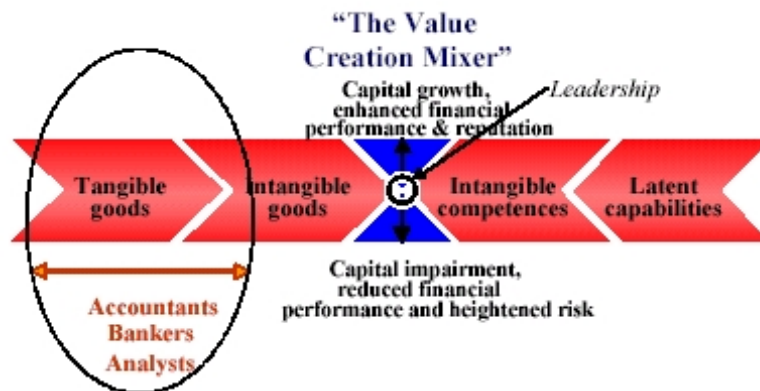 “The Value
Creation Mixer”
Capital growth,
enhanced financial
performance & reputation
Leadership
Tangible
goods
Intangible
goods
Intangible
competences
Latent
capabilities
Capital impairment,
reduced financial
performance and heightened risk
Accountants
Bankers
Analysts